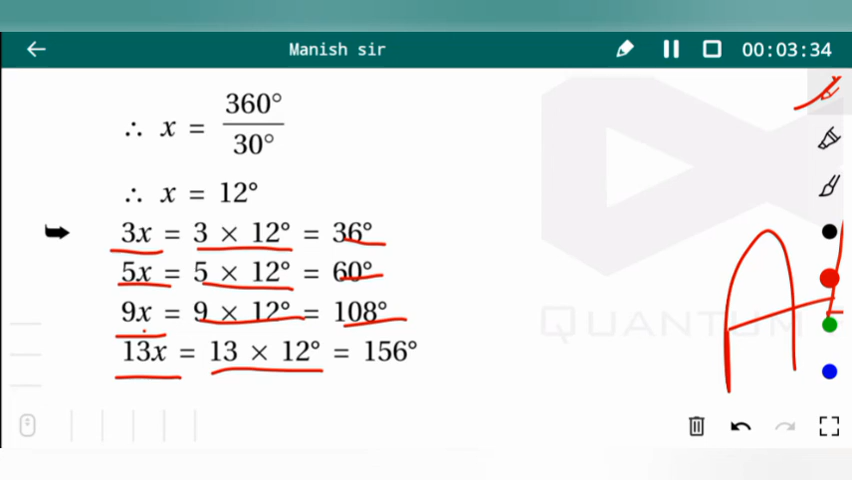 Manish sir 00:03:34
∴ x = 360° / 30°
∴ x = 12°
➥ 3x = 3 × 12° = 36°
5x = 5 × 12° = 60°
9x = 9 × 12° = 108°
13x = 13 × 12° = 156°
QUANTUM
A